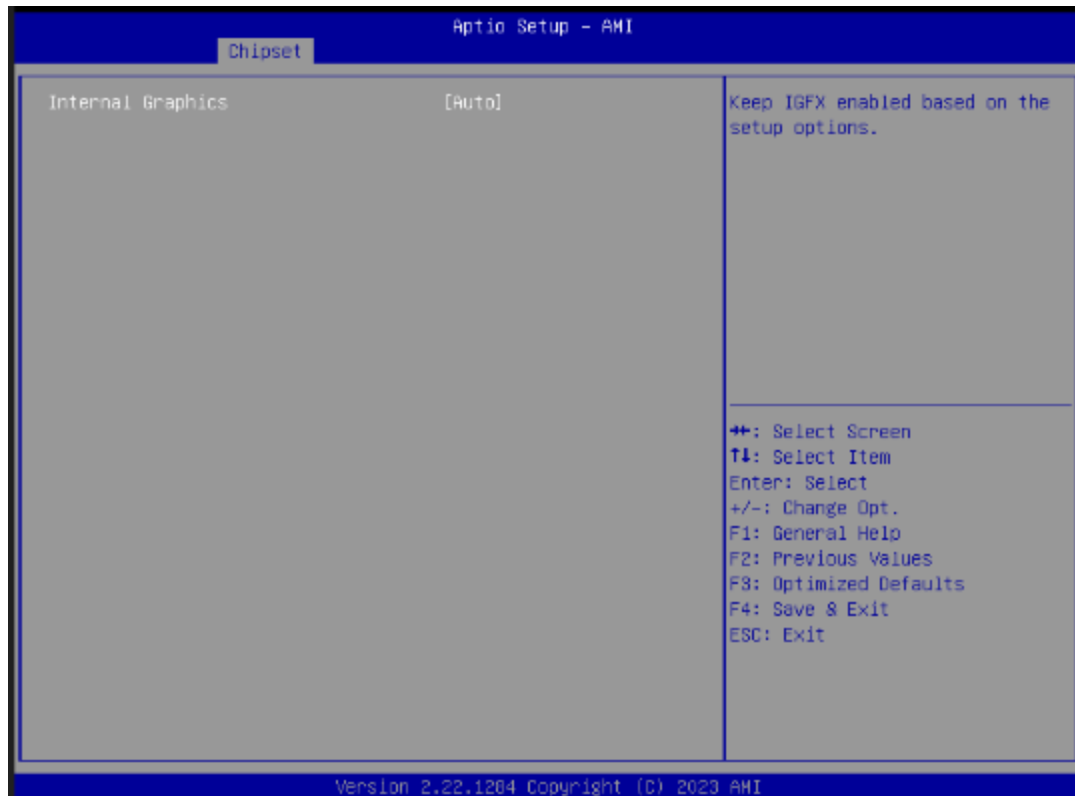 Aptio Setup - AMI
Chipset
Internal Graphics [Auto]
Keep IGFX enabled based on the
setup options.
→←: Select Screen
↑↓: Select Item
Enter: Select
+/-: Change Opt.
F1: General Help
F2: Previous Values
F3: Optimized Defaults
F4: Save & Exit
ESC: Exit
Version 2.22.1284 Copyright (C) 2023 AMI